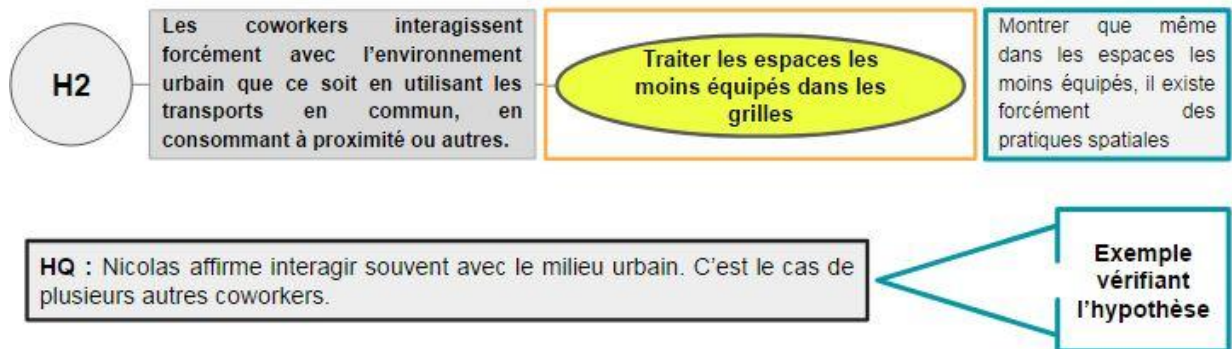 H2
Les coworkers interagissent
forcément avec l'environnement
urbain que ce soit en utilisant les
transports en commun, en
consommant à proximité ou autres.
Traiter les espaces les
moins équipés dans les
grilles
Montrer que même
dans les espaces les
moins équipés, il existe
forcément des
pratiques spatiales
HQ : Nicolas affirme interagir souvent avec le milieu urbain. C'est le cas de
plusieurs autres coworkers.
Exemple
vérifiant
l'hypothèse